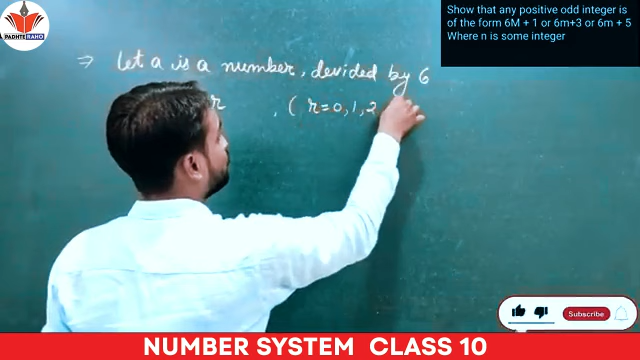 PADHTE RAHO
Show that any positive odd integer is
of the form 6M + 1 or 6m+3 or 6m + 5
Where n is some integer
⇒ Let a is a number, devided by 6
r , ( r=0,1,2
Subscribe
NUMBER SYSTEM CLASS 10